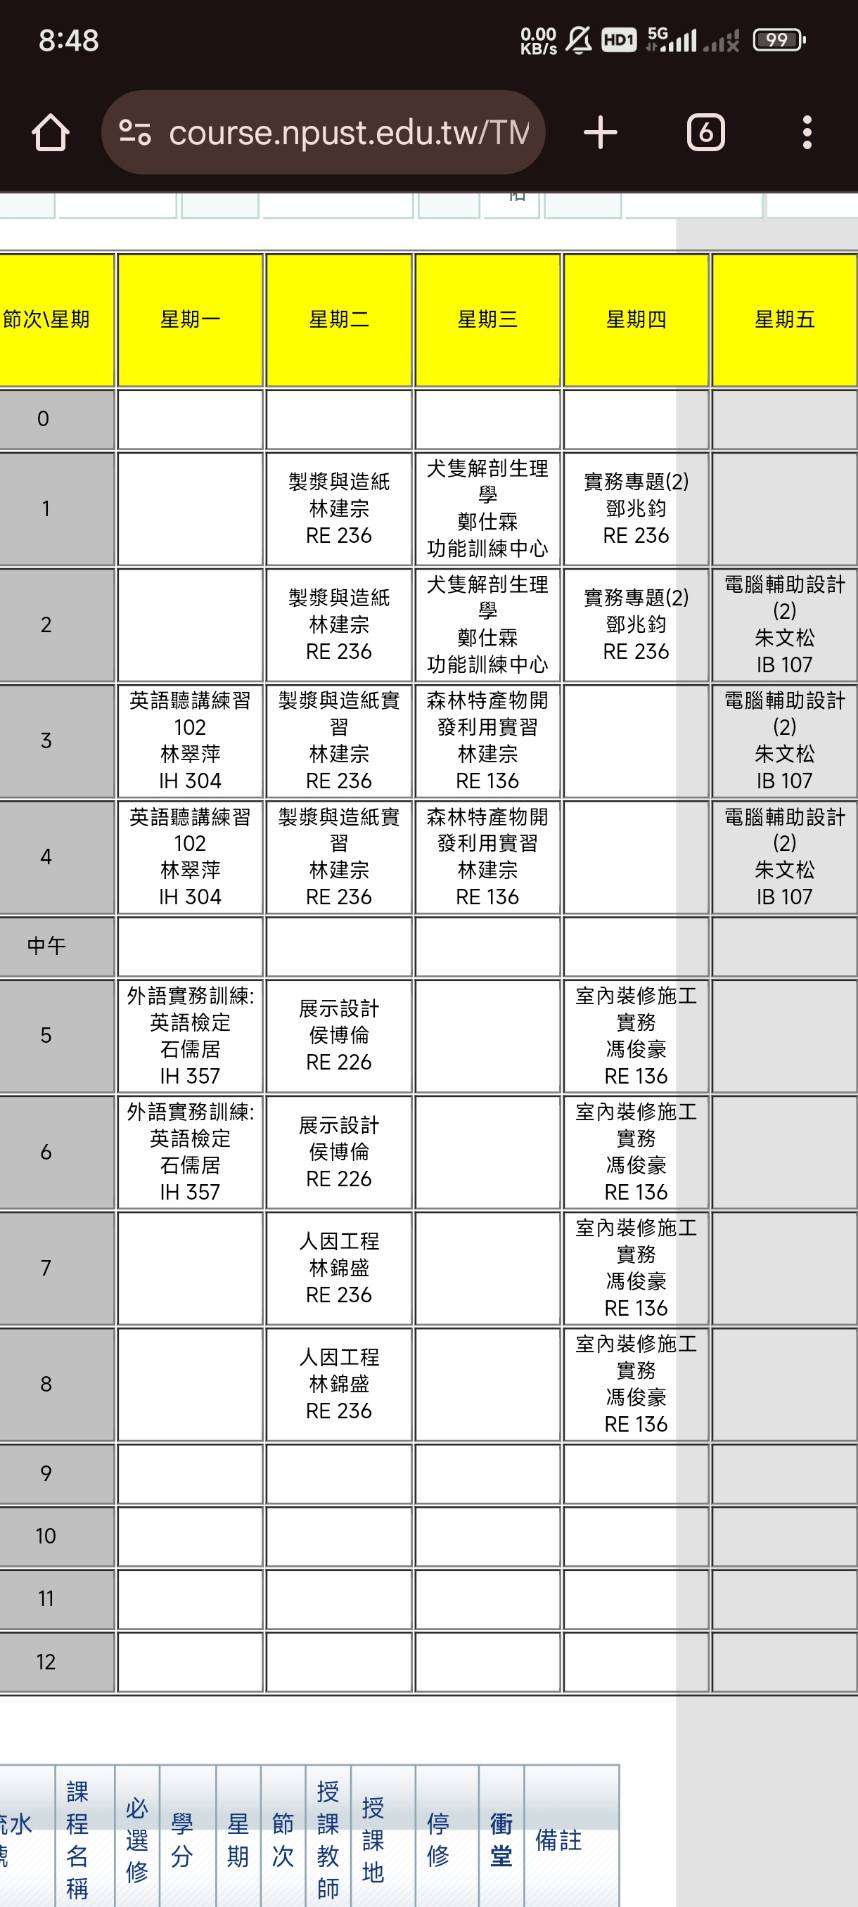 8:48
0.00
KB/s
HD1
5G
99
course.npust.edu.tw/TM
6
節次\星期
星期一
星期二
星期三
星期四
星期五
0
1
製漿與造紙
林建宗
RE 236
犬隻解剖生理
學
鄭仕霖
功能訓練中心
實務專題(2)
鄧兆鈞
RE 236
2
製漿與造紙
林建宗
RE 236
犬隻解剖生理
學
鄭仕霖
功能訓練中心
實務專題(2)
鄧兆鈞
RE 236
電腦輔助設計
(2)
朱文松
IB 107
3
英語聽講練習
102
林翠萍
IH 304
製漿與造紙實
習
林建宗
RE 236
森林特產物開
發利用實習
林建宗
RE 136
電腦輔助設計
(2)
朱文松
IB 107
4
英語聽講練習
102
林翠萍
IH 304
製漿與造紙實
習
林建宗
RE 236
森林特產物開
發利用實習
林建宗
RE 136
電腦輔助設計
(2)
朱文松
IB 107
中午
5
外語實務訓練:
英語檢定
石儒居
IH 357
展示設計
侯博倫
RE 226
室內裝修施工
實務
馮俊豪
RE 136
6
外語實務訓練:
英語檢定
石儒居
IH 357
展示設計
侯博倫
RE 226
室內裝修施工
實務
馮俊豪
RE 136
7
人因工程
林錦盛
RE 236
室內裝修施工
實務
馮俊豪
RE 136
8
人因工程
林錦盛
RE 236
室內裝修施工
實務
馮俊豪
RE 136
9
10
11
12
流水
號
課程名稱
必選修
學分
星期
節次
授課教師
授課地
停修
衝堂
備註